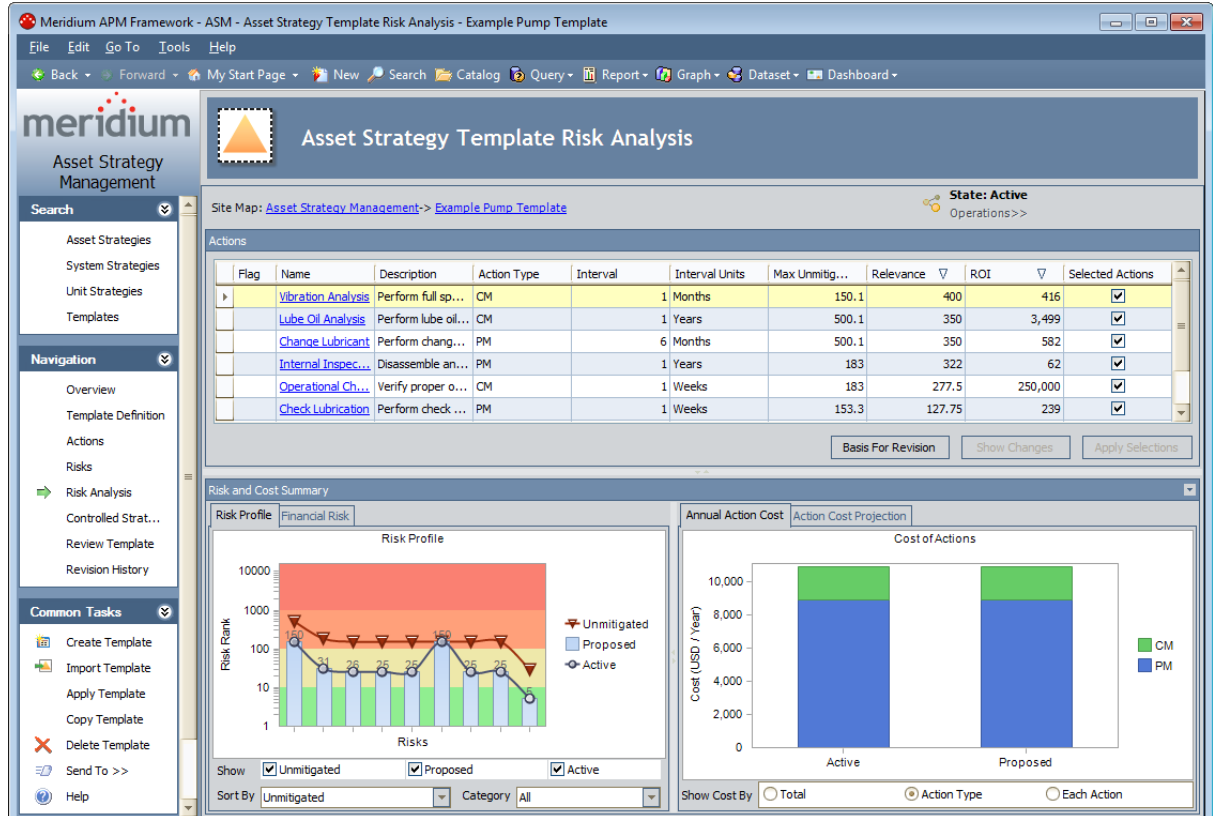 Meridium APM Framework - ASM - Asset Strategy Template Risk Analysis - Example Pump Template
File Edit Go To Tools Help
Back Forward My Start Page New Search Catalog Query Report Graph Dataset Dashboard
meridium
Asset Strategy
Management
Search
Asset Strategies
System Strategies
Unit Strategies
Templates
Navigation
Overview
Template Definition
Actions
Risks
Risk Analysis
Controlled Strat...
Review Template
Revision History
Common Tasks
Create Template
Import Template
Apply Template
Copy Template
Delete Template
Send To >>
Help
Asset Strategy Template Risk Analysis
Site Map: Asset Strategy Management-> Example Pump Template
State: Active
Operations>>
Actions
Flag Name Description Action Type Interval Interval Units Max Unmitig... Relevance ROI Selected Actions
Vibration Analysis Perform full sp... CM 1 Months 150.1 400 416
Lube Oil Analysis Perform lube oil... CM 1 Years 500.1 350 3,499
Change Lubricant Perform chang... PM 6 Months 500.1 350 582
Internal Inspec... Disassemble an... PM 1 Years 183 322 62
Operational Ch... Verify proper o... CM 1 Weeks 183 277.5 250,000
Check Lubrication Perform check ... PM 1 Weeks 153.3 127.75 239
Basis For Revision Show Changes Apply Selections
Risk and Cost Summary
Risk Profile Financial Risk
Risk Profile
Risk Rank
10000
1000
100
10
1
150 31 26 25 25 150 25 25 5
Risks
Unmitigated
Proposed
Active
Show Unmitigated Proposed Active
Sort By Unmitigated Category All
Annual Action Cost Action Cost Projection
Cost of Actions
Cost (USD / Year)
10,000
8,000
6,000
4,000
2,000
0
Active Proposed
CM
PM
Show Cost By Total Action Type Each Action